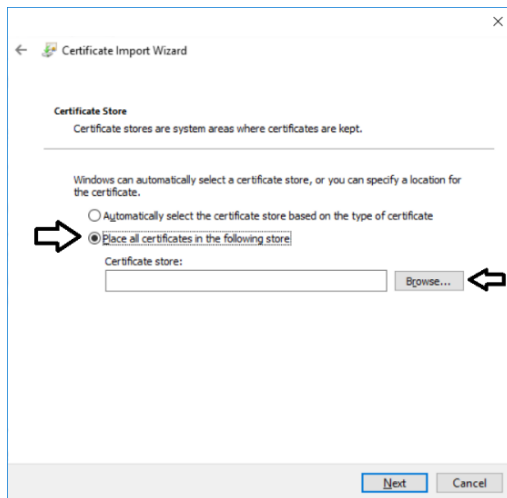 Certificate Import Wizard
Certificate Store
Certificate stores are system areas where certificates are kept.
Windows can automatically select a certificate store, or you can specify a location for
the certificate.
Automatically select the certificate store based on the type of certificate
Place all certificates in the following store
Certificate store:
Browse...
Next
Cancel